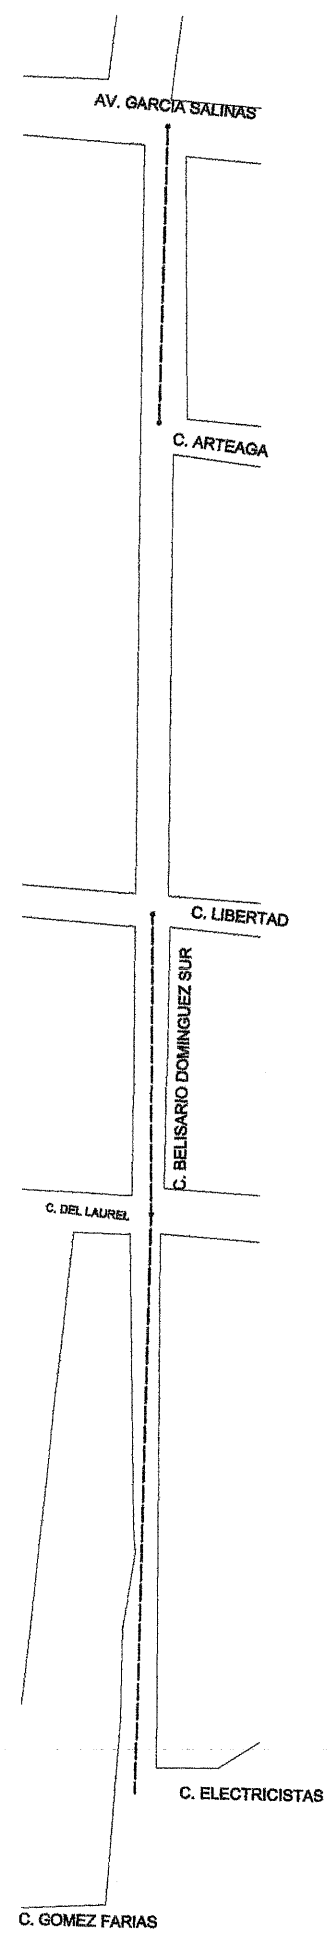 AV. GARCIA SALINAS
C. ARTEAGA
C. LIBERTAD
C. BELISARIO DOMINGUEZ SUR
C. DEL LAUREL
C. ELECTRICISTAS
C. GOMEZ FARIAS